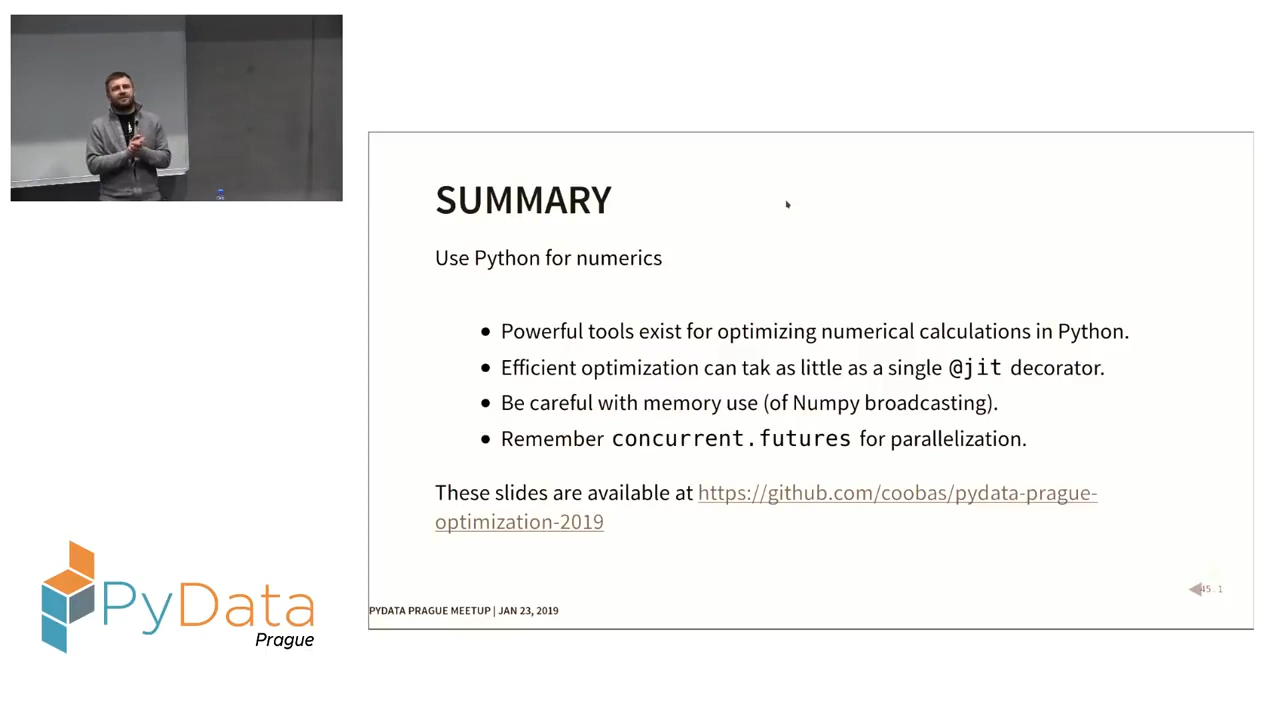 SUMMARY
Use Python for numerics
Powerful tools exist for optimizing numerical calculations in Python.
Efficient optimization can tak as little as a single @jit decorator.
Be careful with memory use (of Numpy broadcasting).
Remember concurrent.futures for parallelization.
These slides are available at https://github.com/coobas/pydata-prague-
optimization-2019
45.1
PYDATA PRAGUE MEETUP | JAN 23, 2019
PyData
Prague